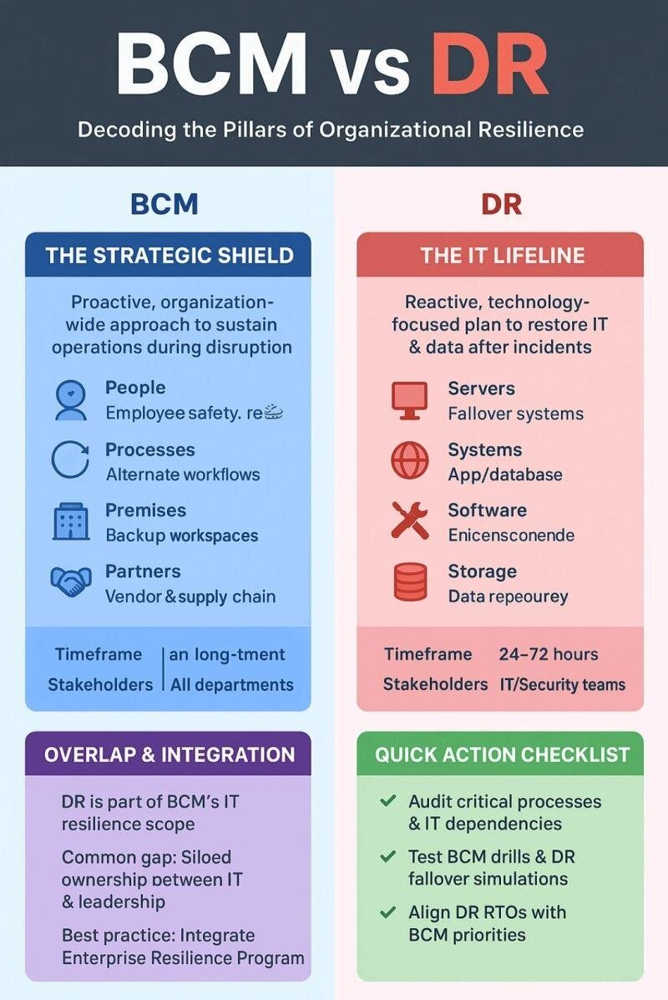 BCM vs DR
Decoding the Pillars of Organizational Resilience
BCM
THE STRATEGIC SHIELD
Proactive, organization-
wide approach to sustain
operations during disruption
People
Employee safety. re
Processes
Alternate workflows
Premises
Backup workspaces
Partners
Vendor & supply chain
Timeframe an long-tment
Stakeholders All departments
DR
THE IT LIFELINE
Reactive, technology-
focused plan to restore IT
& data after incidents
Servers
Fallover systems
Systems
App/database
Software
Enicensconende
Storage
Data repeourey
Timeframe 24–72 hours
Stakeholders IT/Security teams
OVERLAP & INTEGRATION
DR is part of BCM's IT
resilience scope
Common gap: Siloed
ownership between IT
& leadership
Best practice: Integrate
Enterprise Resilience Program
QUICK ACTION CHECKLIST
Audit critical processes
& IT dependencies
Test BCM drills & DR
fallover simulations
Align DR RTOs with
BCM priorities